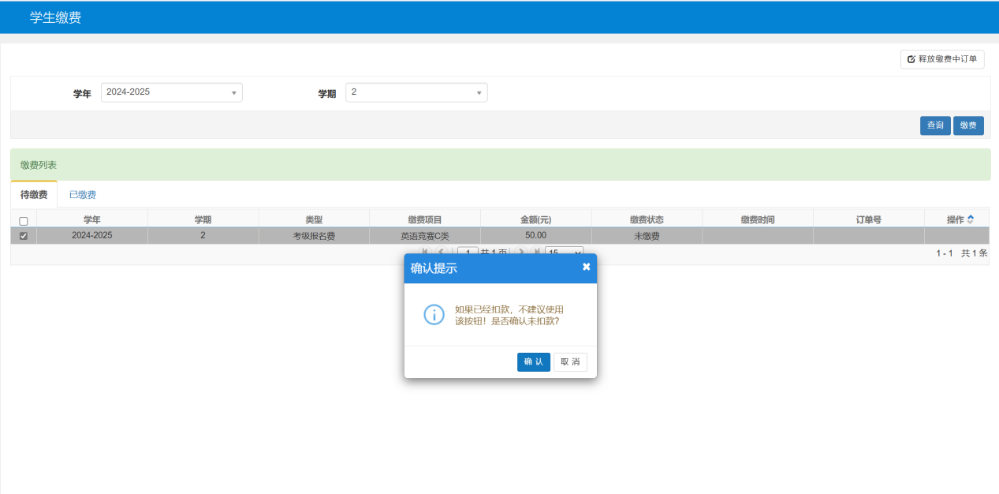 学生缴费
释放缴费中订单
学年 2024-2025 学期 2
查询 缴费
缴费列表
待缴费 已缴费
学年 学期 类型 缴费项目 金额(元) 缴费状态 缴费时间 订单号 操作
2024-2025 2 考级报名费 英语竞赛C类 50.00 未缴费
1 共 1 页 15 1 - 1 共 1 条
确认提示
如果已经扣款，不建议使用
该按钮！是否确认未扣款？
确 认 取 消